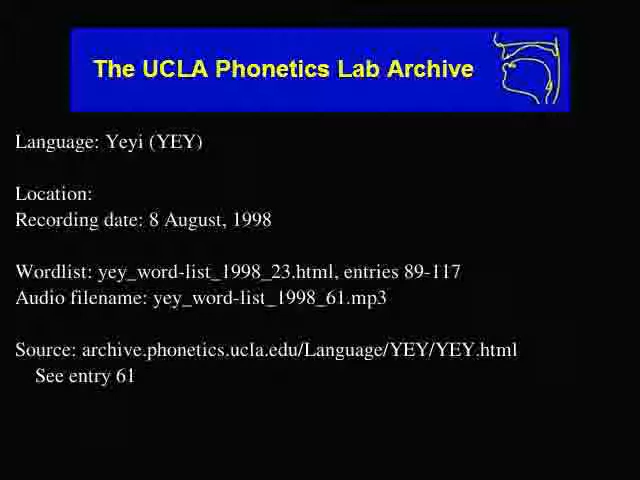 The UCLA Phonetics Lab Archive
Language: Yeyi (YEY)
Location:
Recording date: 8 August, 1998
Wordlist: yey_word-list_1998_23.html, entries 89-117
Audio filename: yey_word-list_1998_61.mp3
Source: archive.phonetics.ucla.edu/Language/YEY/YEY.html
See entry 61